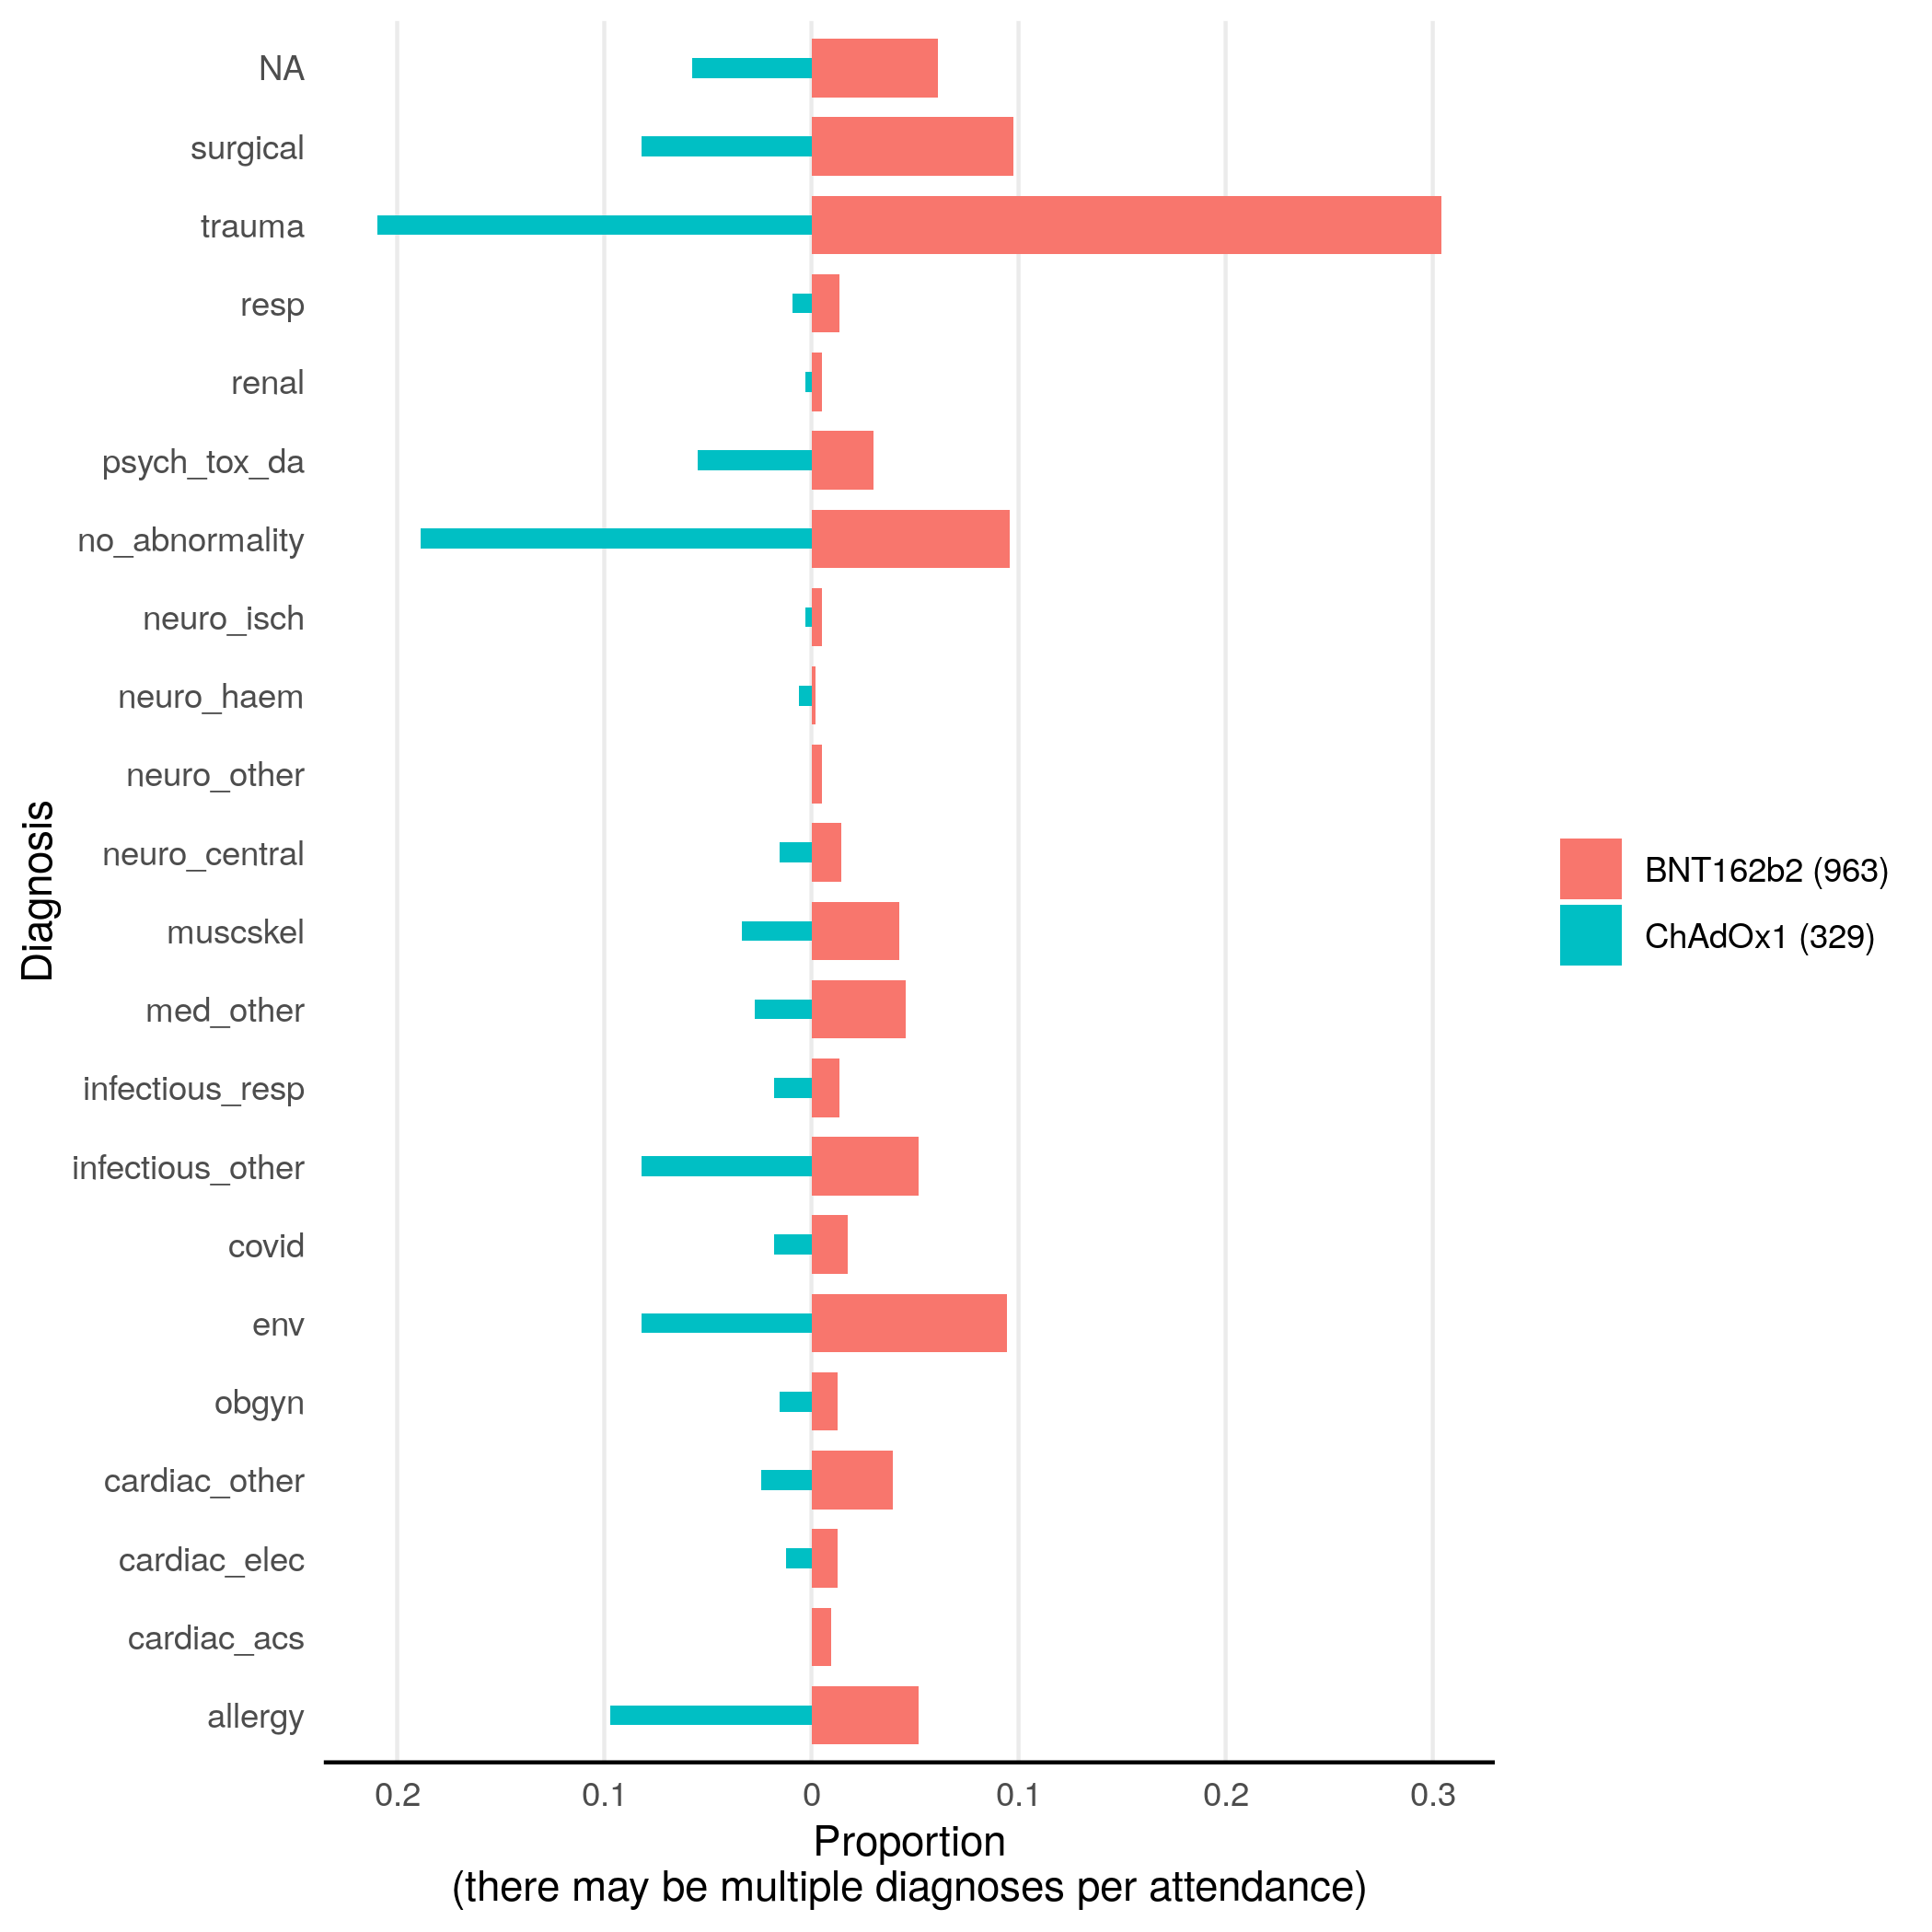 NA
surgical
trauma
resp
renal
psych_tox_da
no_abnormality
neuro_isch
neuro_haem
neuro_other
neuro_central
muscskel
med_other
infectious_resp
infectious_other
covid
env
obgyn
cardiac_other
cardiac_elec
cardiac_acs
allergy
Diagnosis
0.2 0.1 0 0.1 0.2 0.3
Proportion
(there may be multiple diagnoses per attendance)
BNT162b2 (963)
ChAdOx1 (329)